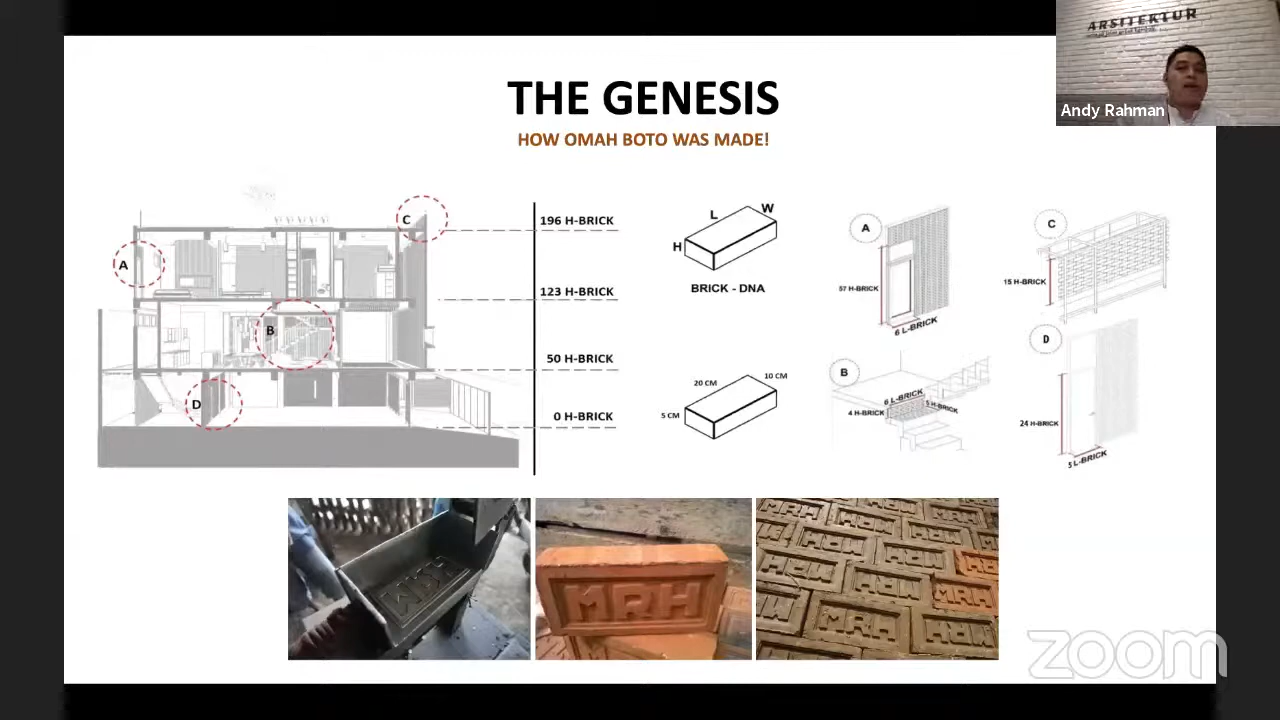 ARSITEKTUR
Andy Rahman
THE GENESIS
HOW OMAH BOTO WAS MADE!
A
B
C
D
196 H-BRICK
123 H-BRICK
50 H-BRICK
0 H-BRICK
L
W
H
BRICK - DNA
20 CM
10 CM
5 CM
A
57 H-BRICK
6 L-BRICK
B
6 L-BRICK
4 H-BRICK
5 H-BRICK
C
15 H-BRICK
D
24 H-BRICK
3 L-BRICK
MRH
MRH
MRH
MRH
zoom